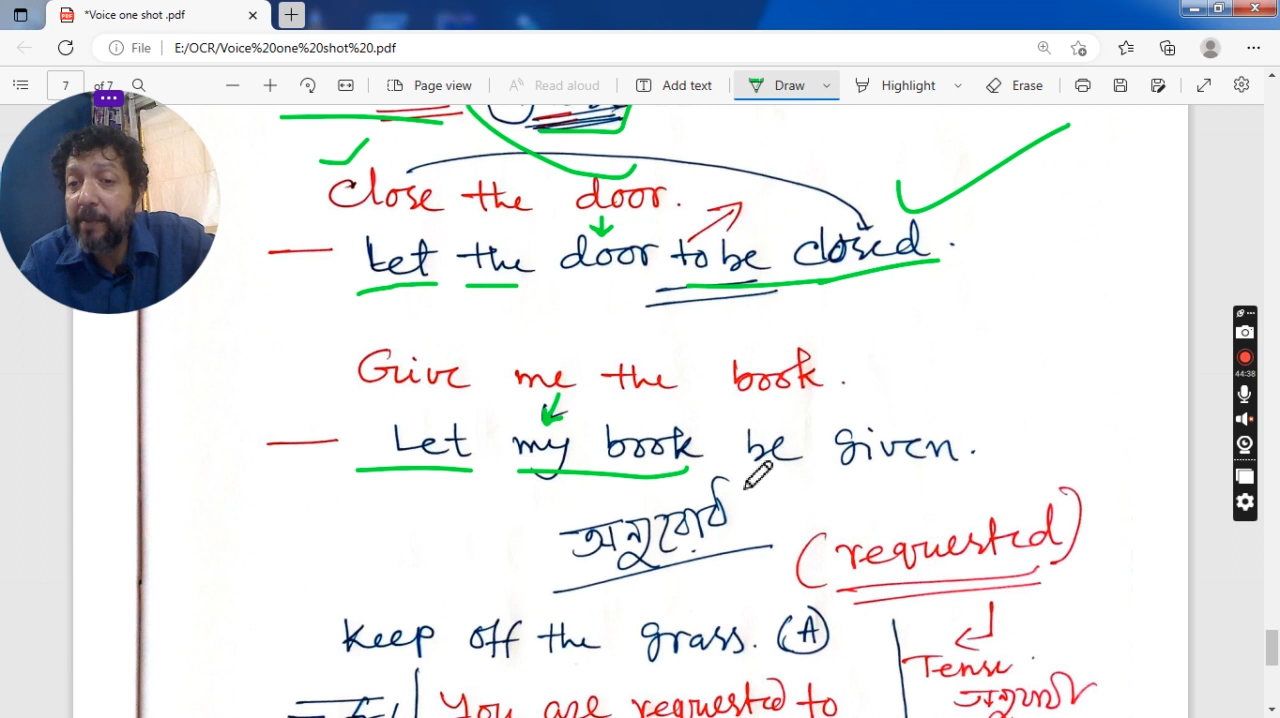 *Voice one shot .pdf
File E:/OCR/Voice%20one%20shot%20.pdf
7 of 7 Page view Read aloud Add text Draw Highlight Erase
Close the door.
Let the door to be closed.
Give me the book.
Let my book be given.
অনুরোধ
(requested)
Keep off the grass. (A)
Tense
You are requested to
44:38